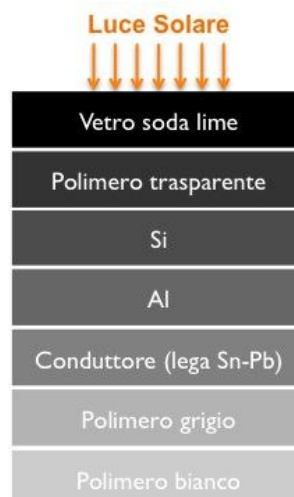 Luce Solare
Vetro soda lime
Polimero trasparente
Si
Al
Conduttore (lega Sn-Pb)
Polimero grigio
Polimero bianco